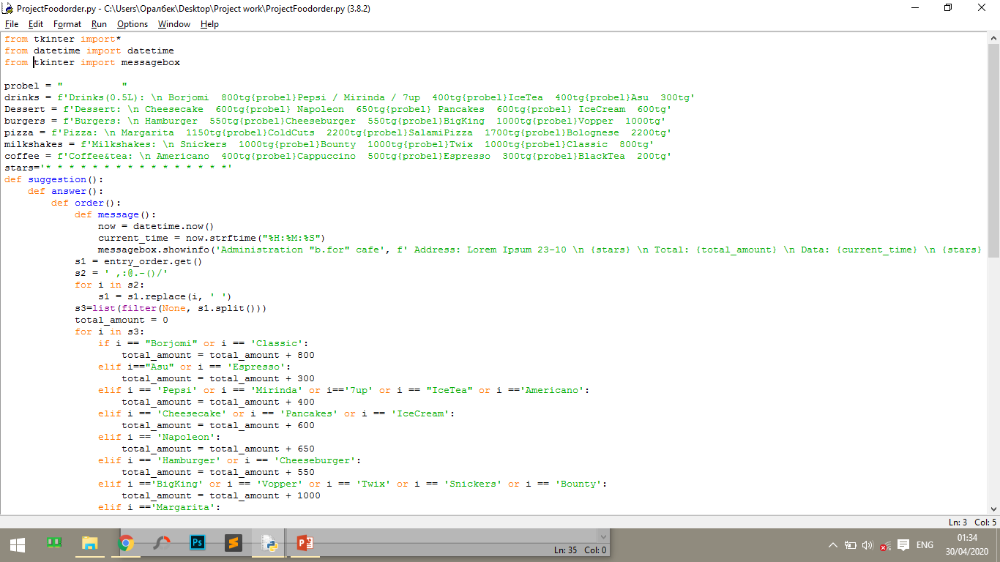 ProjectFoodorder.py - C:\Users\Оралбек\Desktop\Project work\ProjectFoodorder.py (3.8.2)
File Edit Format Run Options Window Help
from tkinter import*
from datetime import datetime
from tkinter import messagebox
probel = "          "
drinks = f'Drinks(0.5L): \n Borjomi  800tg{probel}Pepsi / Mirinda / 7up  400tg{probel}IceTea  400tg{probel}Asu  300tg'
Dessert = f'Dessert: \n Cheesecake  600tg{probel} Napoleon  650tg{probel} Pancakes  600tg{probel} IceCream  600tg'
burgers = f'Burgers: \n Hamburger  550tg{probel}Cheeseburger  550tg{probel}BigKing  1000tg{probel}Vopper  1000tg'
pizza = f'Pizza: \n Margarita  1150tg{probel}ColdCuts  2200tg{probel}SalamiPizza  1700tg{probel}Bolognese  2200tg'
milkshakes = f'Milkshakes: \n Snickers  1000tg{probel}Bounty  1000tg{probel}Twix  1000tg{probel}Classic  800tg'
coffee = f'Coffee&tea: \n Americano  400tg{probel}Cappuccino  500tg{probel}Espresso  300tg{probel}BlackTea  200tg'
stars='* * * * * * * * * * * * * * * *'
def suggestion():
    def answer():
        def order():
            def message():
                now = datetime.now()
                current_time = now.strftime("%H:%M:%S")
                messagebox.showinfo('Administration "b.for" cafe', f' Address: Lorem Ipsum 23-10 \n {stars} \n Total: {total_amount} \n Data: {current_time} \n {stars}
            s1 = entry_order.get()
            s2 = ' ,:@.-()/'
            for i in s2:
                s1 = s1.replace(i, ' ')
            s3=list(filter(None, s1.split()))
            total_amount = 0
            for i in s3:
                if i == "Borjomi" or i == 'Classic':
                    total_amount = total_amount + 800
                elif i=="Asu" or i == 'Espresso':
                    total_amount = total_amount + 300
                elif i == 'Pepsi' or i == 'Mirinda' or i=='7up' or i == "IceTea" or i =='Americano':
                    total_amount = total_amount + 400
                elif i == 'Cheesecake' or i == 'Pancakes' or i == 'IceCream':
                    total_amount = total_amount + 600
                elif i == 'Napoleon':
                    total_amount = total_amount + 650
                elif i == 'Hamburger' or i == 'Cheeseburger':
                    total_amount = total_amount + 550
                elif i =='BigKing' or i == 'Vopper' or i == 'Twix' or i == 'Snickers' or i == 'Bounty':
                    total_amount = total_amount + 1000
                elif i =='Margarita':
Ln: 3 Col: 5
Ln: 35 Col: 0
Ps
ENG
01:34
30/04/2020